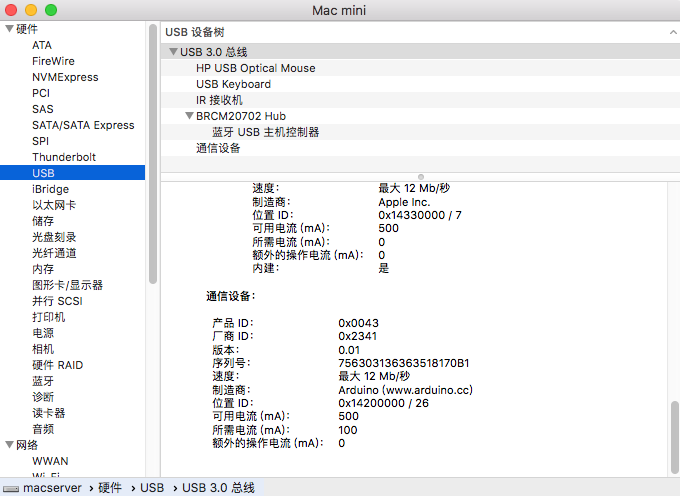 Mac mini
硬件
ATA
FireWire
NVMExpress
PCI
SAS
SATA/SATA Express
SPI
Thunderbolt
USB
iBridge
以太网卡
储存
光盘刻录
光纤通道
内存
图形卡/显示器
并行 SCSI
打印机
电源
相机
硬件 RAID
蓝牙
诊断
读卡器
音频
网络
WWAN
Wi-Fi
USB 设备树
USB 3.0 总线
HP USB Optical Mouse
USB Keyboard
IR 接收机
BRCM20702 Hub
蓝牙 USB 主机控制器
通信设备
速度： 最大 12 Mb/秒
制造商： Apple Inc.
位置 ID： 0x14330000 / 7
可用电流 (mA)： 500
所需电流 (mA)： 0
额外的操作电流 (mA)： 0
内建： 是
通信设备：
产品 ID： 0x0043
厂商 ID： 0x2341
版本： 0.01
序列号： 756303136363518170B1
速度： 最大 12 Mb/秒
制造商： Arduino (www.arduino.cc)
位置 ID： 0x14200000 / 26
可用电流 (mA)： 500
所需电流 (mA)： 100
额外的操作电流 (mA)： 0
macserver › 硬件 › USB › USB 3.0 总线